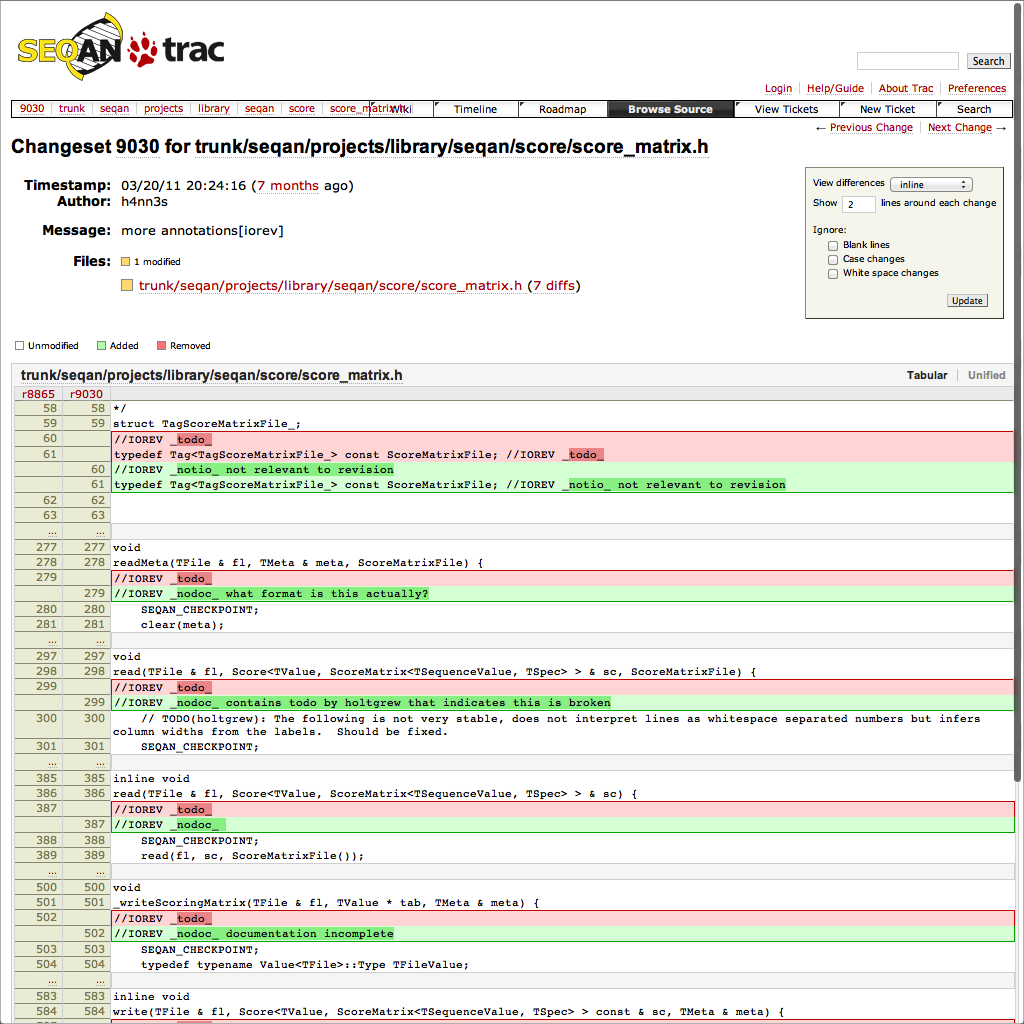 SEQAN trac
Search
Login Help/Guide About Trac Preferences
9030 trunk seqan projects library seqan score score_matrix.h Wiki Timeline Roadmap Browse Source View Tickets New Ticket Search
← Previous Change Next Change →
Changeset 9030 for trunk/seqan/projects/library/seqan/score/score_matrix.h
Timestamp: 03/20/11 20:24:16 (7 months ago)
Author: h4nn3s
Message: more annotations[iorev]
Files: 1 modified
trunk/seqan/projects/library/seqan/score/score_matrix.h (7 diffs)
View differences inline
Show 2 lines around each change
Ignore:
Blank lines
Case changes
White space changes
Update
Unmodified Added Removed
trunk/seqan/projects/library/seqan/score/score_matrix.h Tabular Unified
r8865 r9030
58 58 */
59 59 struct TagScoreMatrixFile_;
60 //IOREV _todo_
61 typedef Tag<TagScoreMatrixFile_> const ScoreMatrixFile; //IOREV _todo_
60 //IOREV _notio_ not relevant to revision
61 typedef Tag<TagScoreMatrixFile_> const ScoreMatrixFile; //IOREV _notio_ not relevant to revision
62 62
63 63
… …
277 277 void
278 278 readMeta(TFile & fl, TMeta & meta, ScoreMatrixFile) {
279 //IOREV _todo_
279 //IOREV _nodoc_ what format is this actually?
280 280 SEQAN_CHECKPOINT;
281 281 clear(meta);
… …
297 297 void
298 298 read(TFile & fl, Score<TValue, ScoreMatrix<TSequenceValue, TSpec> > & sc, ScoreMatrixFile) {
299 //IOREV _todo_
299 //IOREV _nodoc_ contains todo by holtgrew that indicates this is broken
300 300 // TODO(holtgrew): The following is not very stable, does not interpret lines as whitespace separated numbers but infers
column widths from the labels. Should be fixed.
301 301 SEQAN_CHECKPOINT;
… …
385 385 inline void
386 386 read(TFile & fl, Score<TValue, ScoreMatrix<TSequenceValue, TSpec> > & sc) {
387 //IOREV _todo_
387 //IOREV _nodoc_
388 388 SEQAN_CHECKPOINT;
389 389 read(fl, sc, ScoreMatrixFile());
… …
500 500 void
501 501 _writeScoringMatrix(TFile & fl, TValue * tab, TMeta & meta) {
502 //IOREV _todo_
502 //IOREV _nodoc_ documentation incomplete
503 503 SEQAN_CHECKPOINT;
504 504 typedef typename Value<TFile>::Type TFileValue;
… …
583 583 inline void
584 584 write(TFile & fl, Score<TValue, ScoreMatrix<TSequenceValue, TSpec> > const & sc, TMeta & meta) {